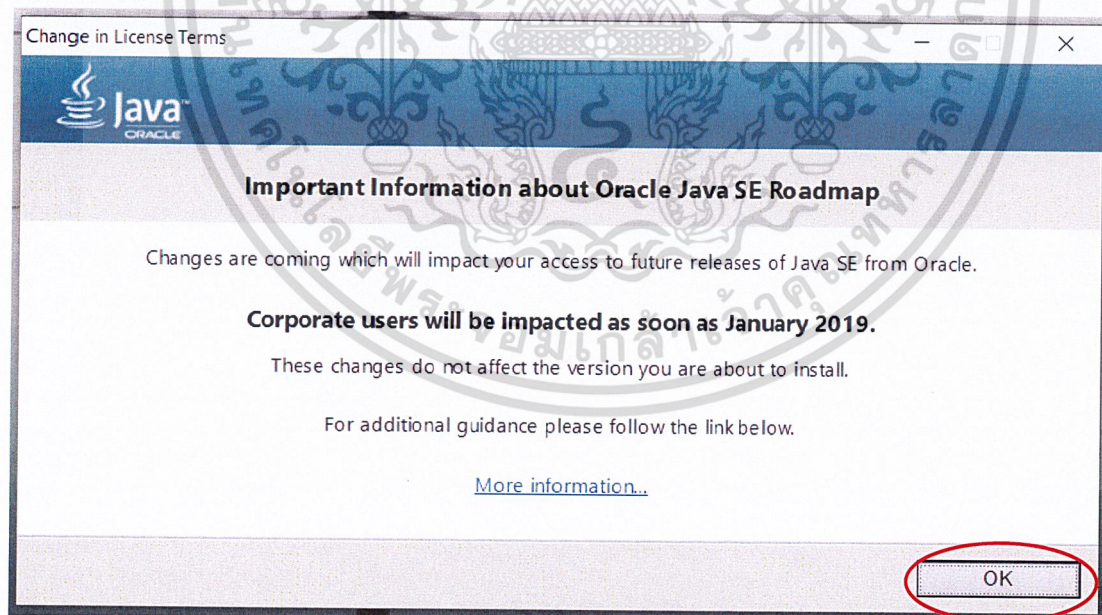 Change in License Terms
Java™
ORACLE
Important Information about Oracle Java SE Roadmap
Changes are coming which will impact your access to future releases of Java SE from Oracle.
Corporate users will be impacted as soon as January 2019.
These changes do not affect the version you are about to install.
For additional guidance please follow the link below.
More information...
OK